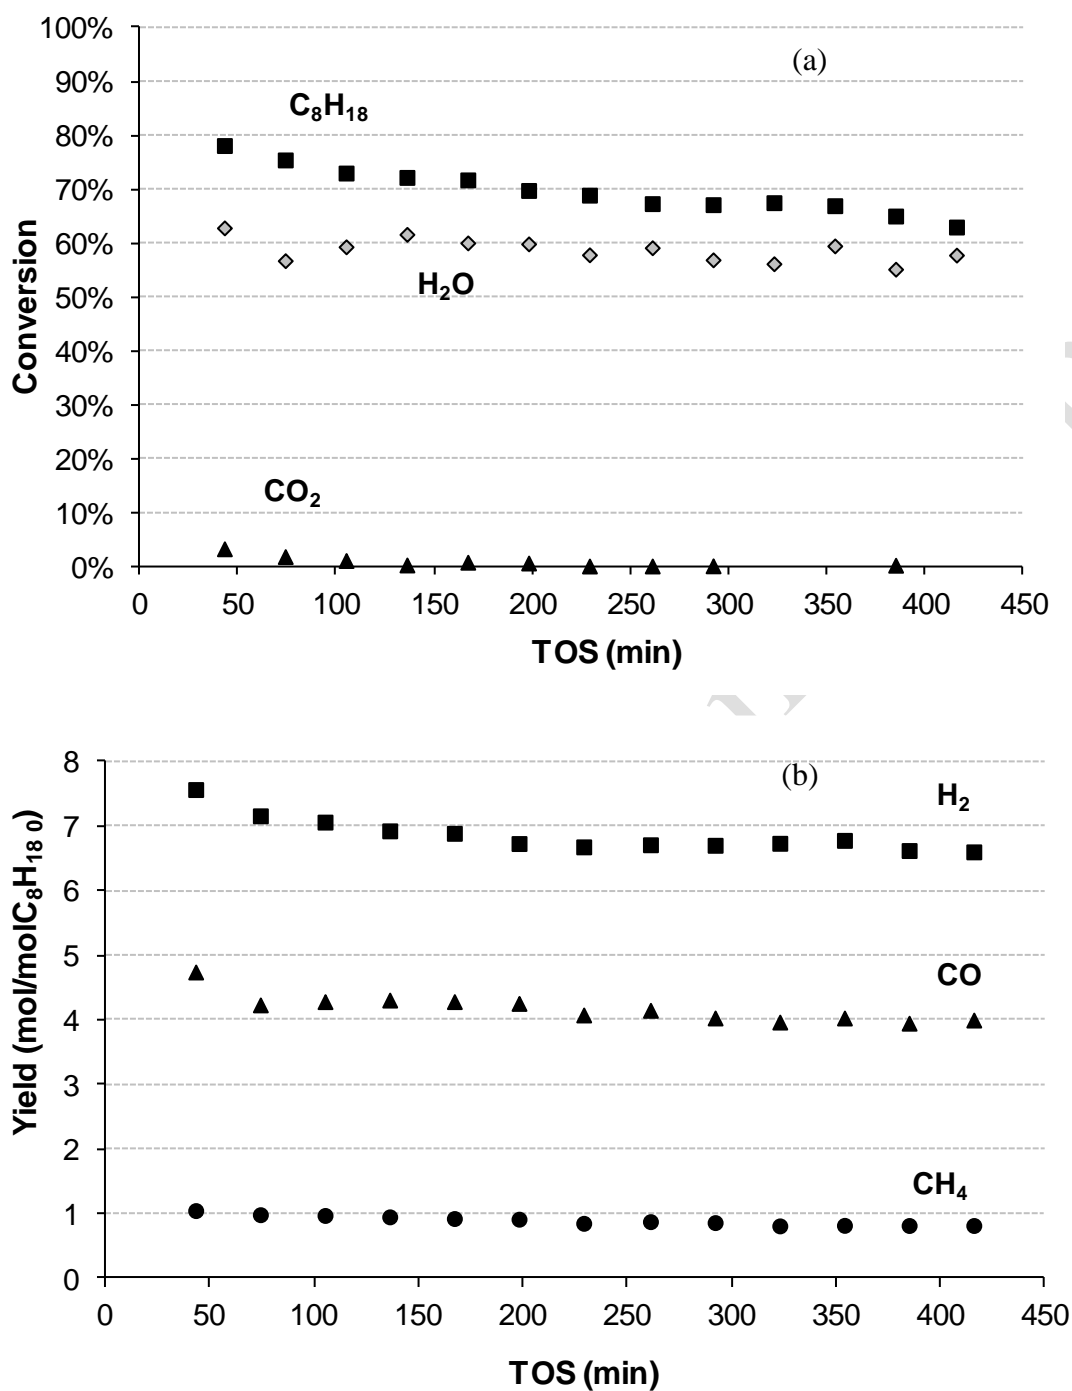 100%
(a)
90%
C₈H₁₈
80%
70%
60%
H₂O
50%
40%
30%
20%
CO₂
10%
0%
0 50 100 150 200 250 300 350 400 450
Conversion
TOS (min)
8
(b)
H₂
7
6
5
CO
4
3
2
CH₄
1
0
0 50 100 150 200 250 300 350 400 450
Yield (mol/molC₈H₁₈ ₀)
TOS (min)